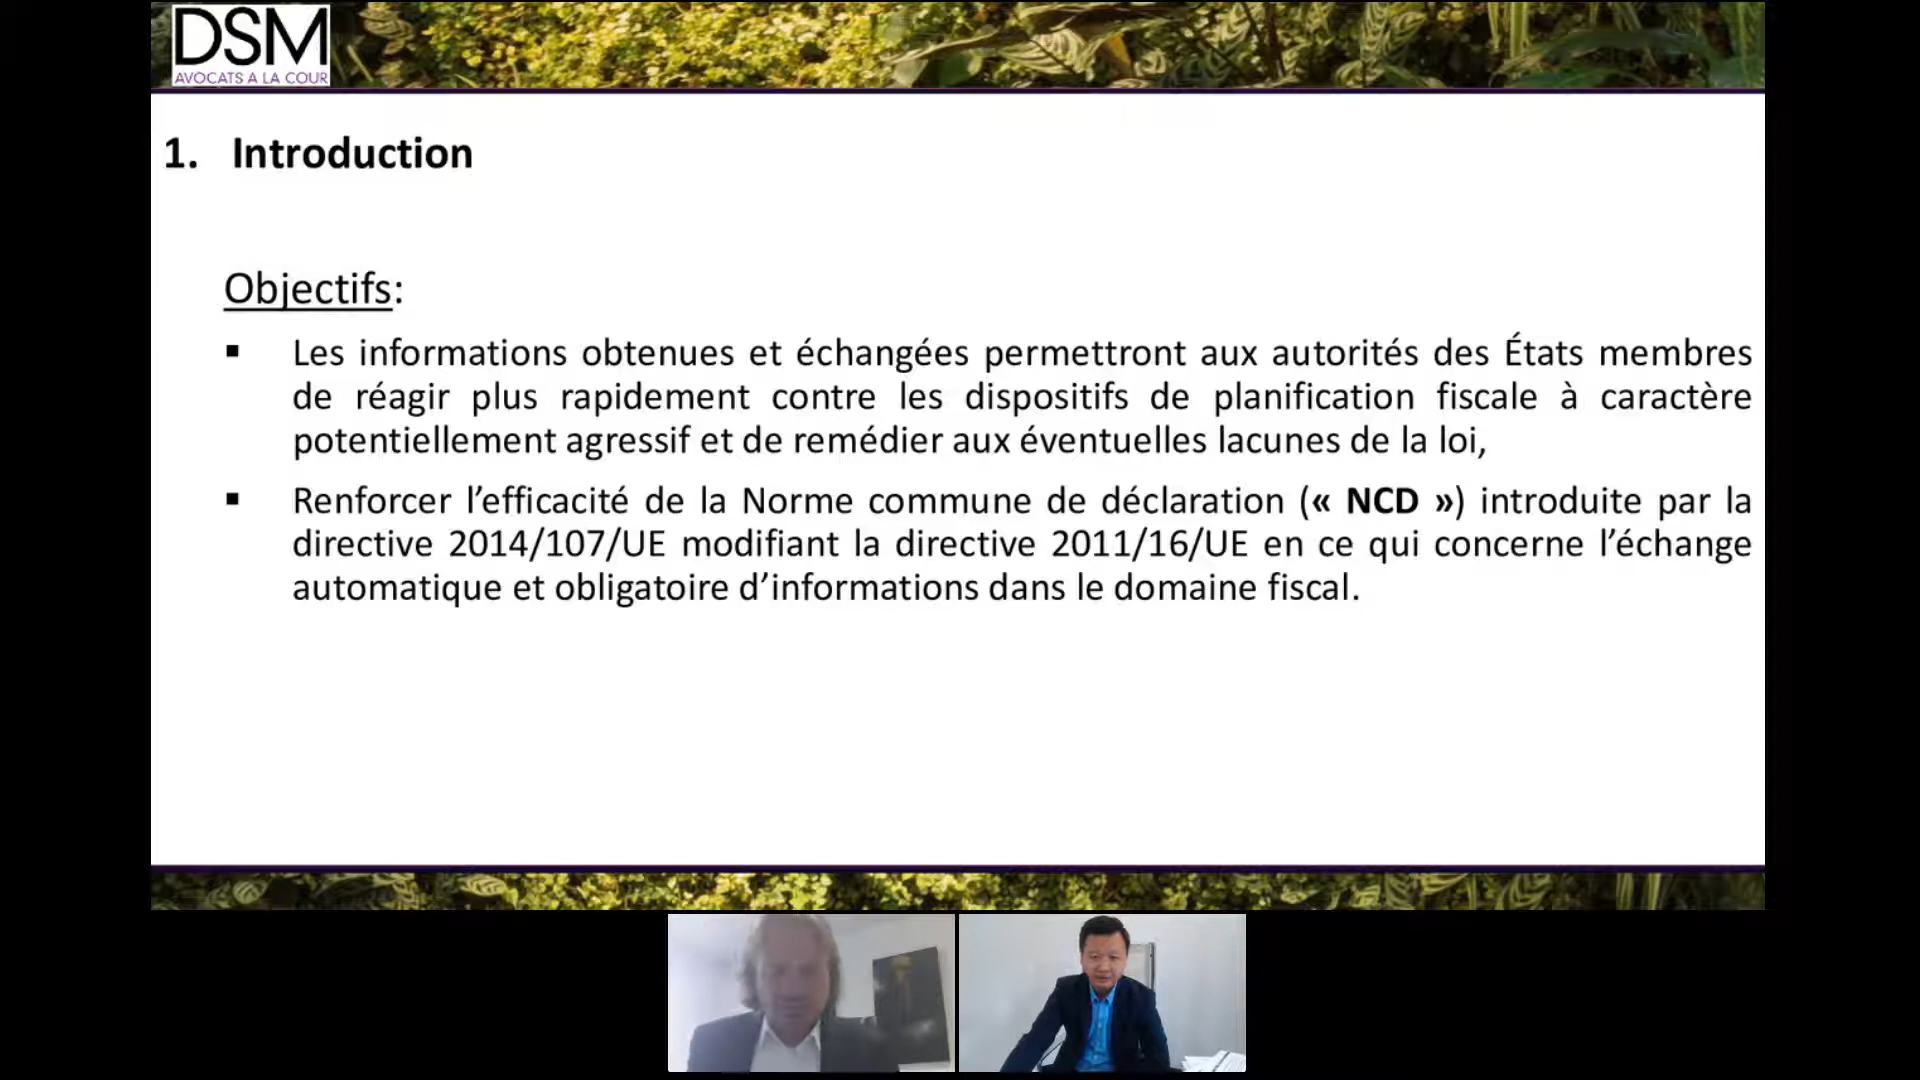 DSM
AVOCATS A LA COUR
1. Introduction
Objectifs:
▪ Les informations obtenues et échangées permettront aux autorités des États membres
de réagir plus rapidement contre les dispositifs de planification fiscale à caractère
potentiellement agressif et de remédier aux éventuelles lacunes de la loi,
▪ Renforcer l’efficacité de la Norme commune de déclaration (« NCD ») introduite par la
directive 2014/107/UE modifiant la directive 2011/16/UE en ce qui concerne l’échange
automatique et obligatoire d’informations dans le domaine fiscal.